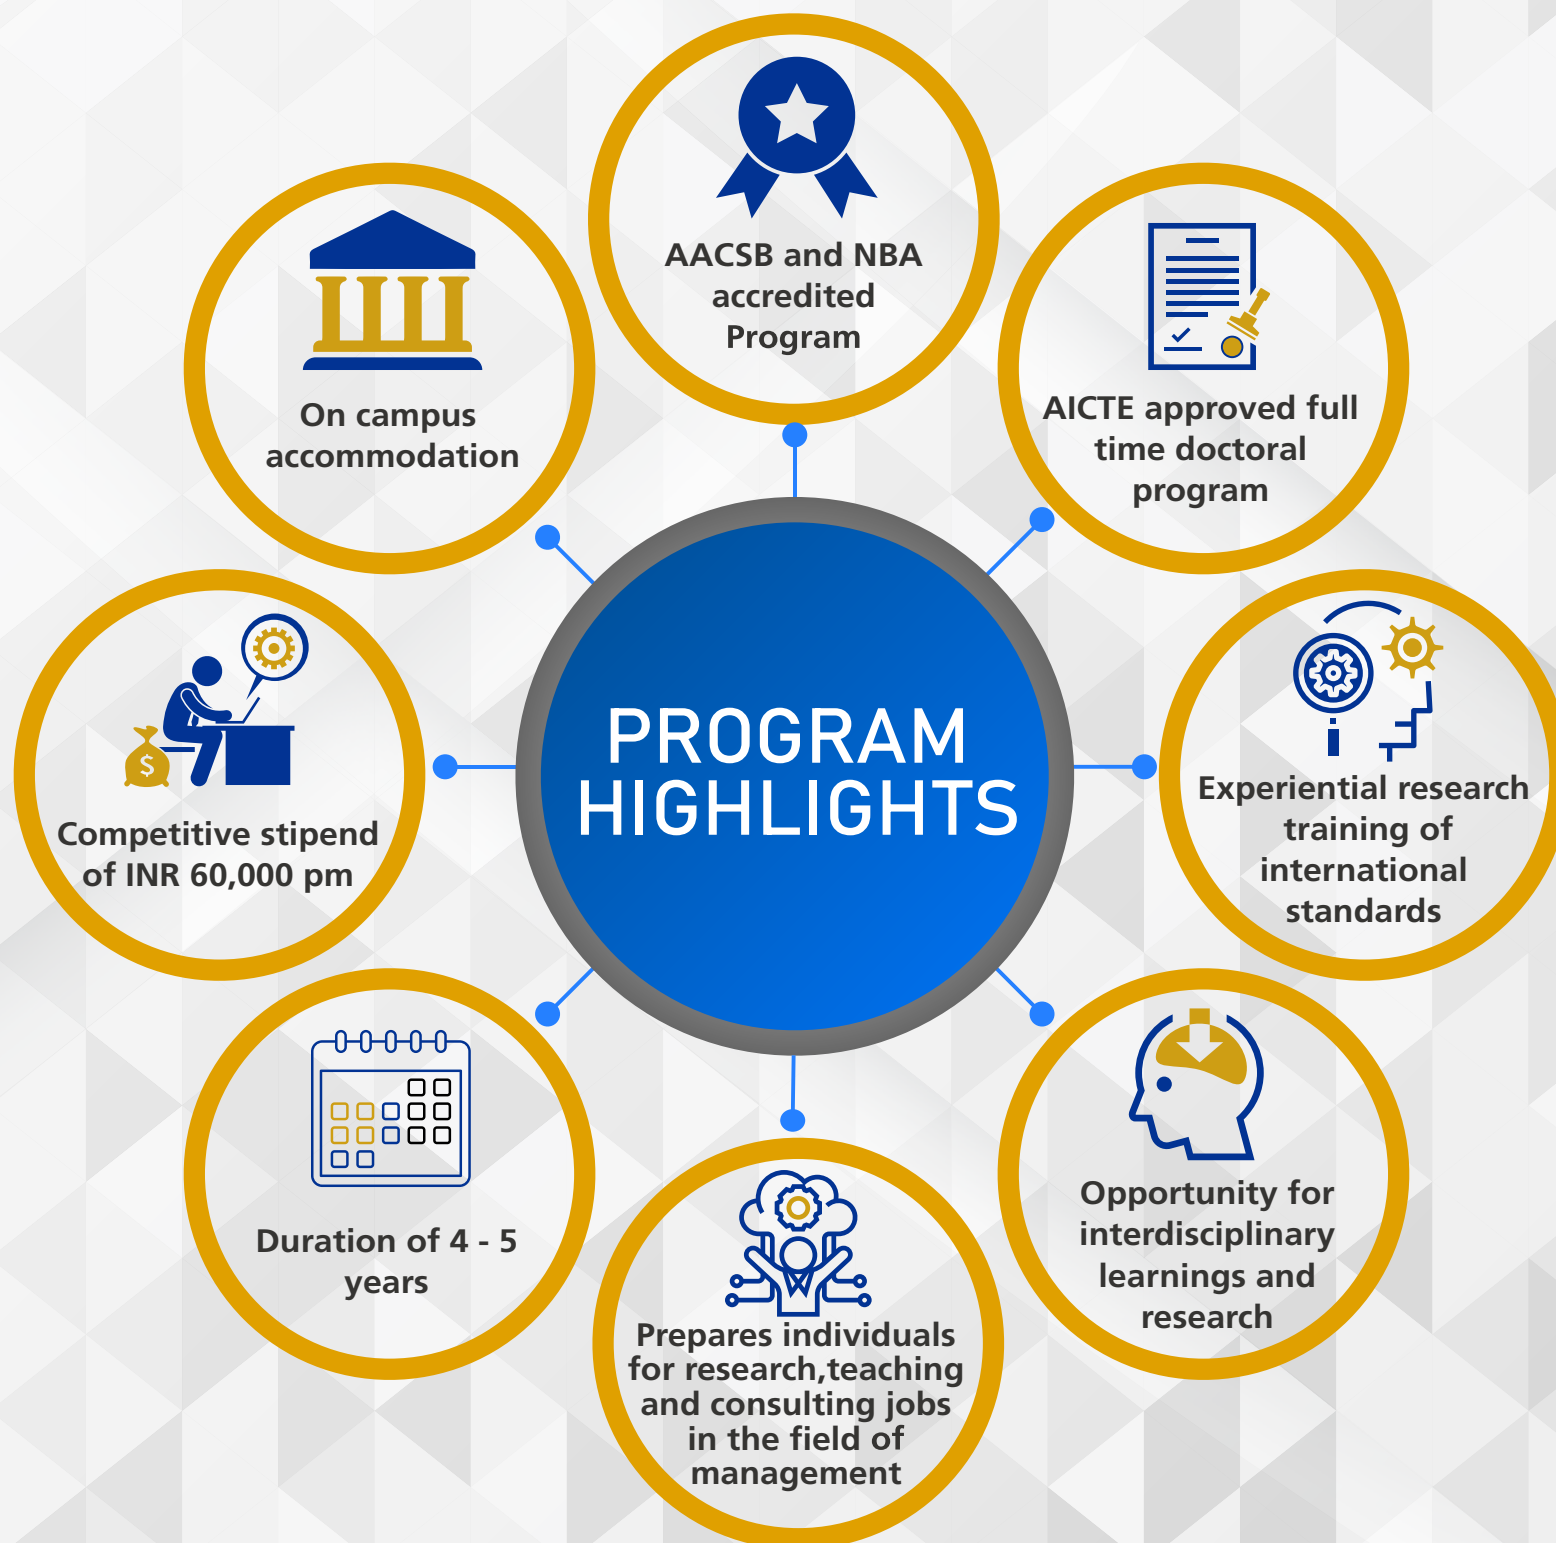 PROGRAM
HIGHLIGHTS
AACSB and NBA
accredited
Program
AICTE approved full
time doctoral
program
Experiential research
training of
international
standards
Opportunity for
interdisciplinary
learnings and
research
Prepares individuals
for research,teaching
and consulting jobs
in the field of
management
Duration of 4 - 5
years
$
Competitive stipend
of INR 60,000 pm
On campus
accommodation